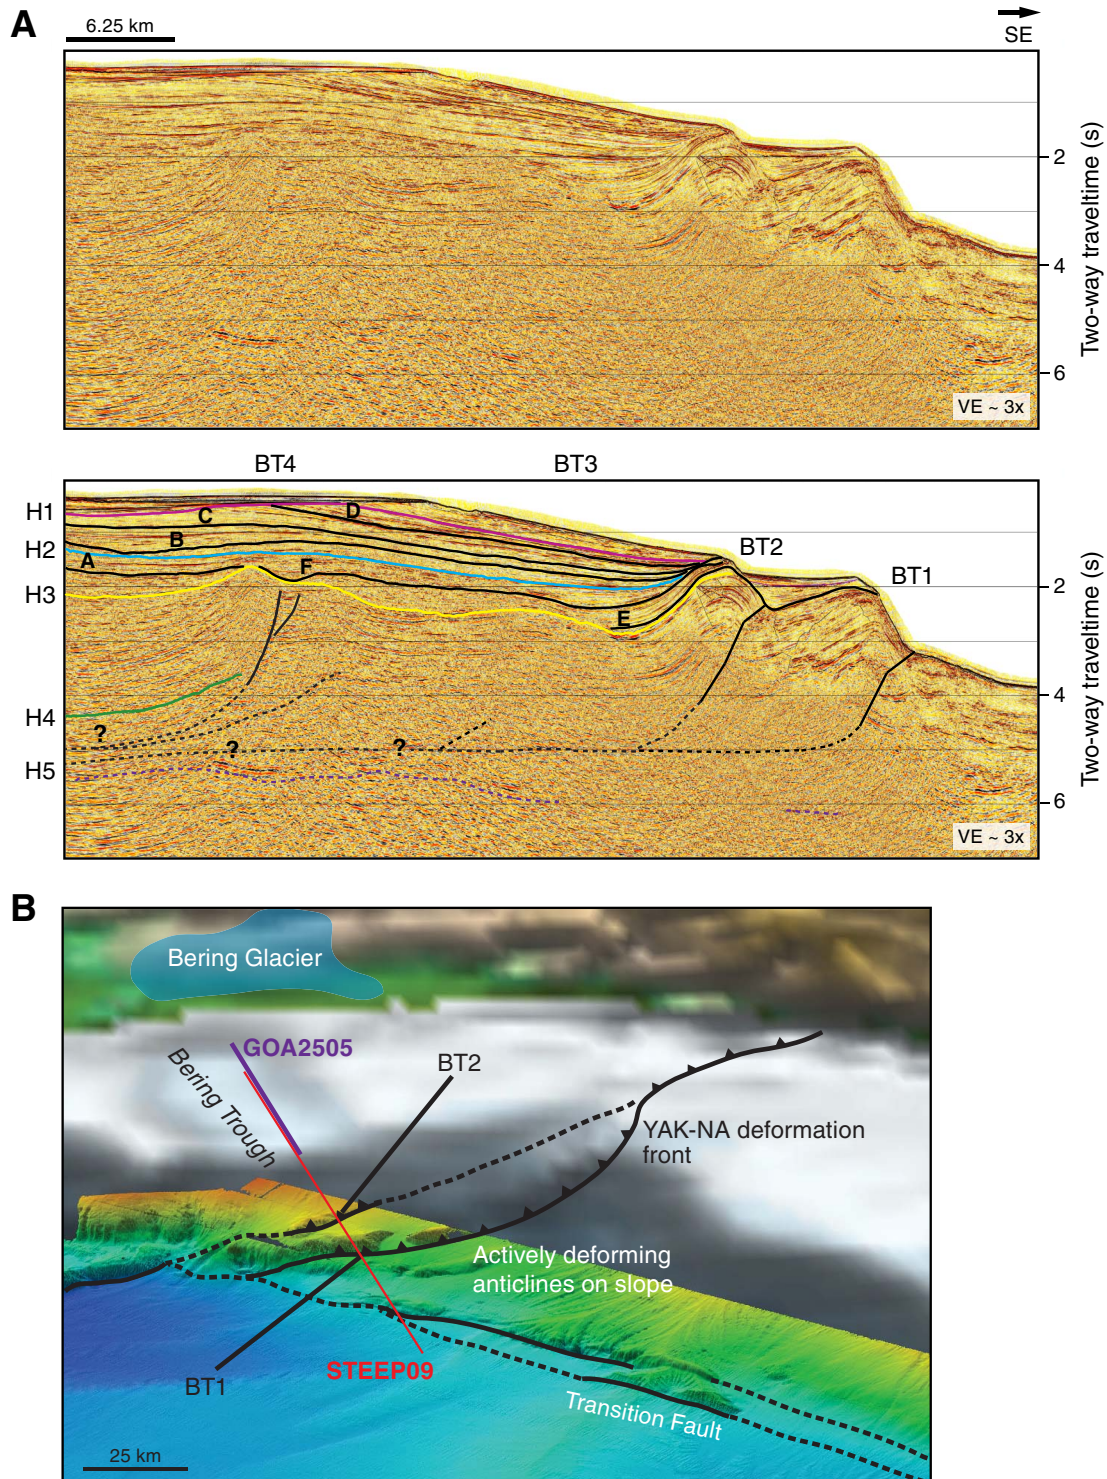 A
6.25 km
SE
2
4
6
Two-way traveltime (s)
VE ~ 3x
BT4
BT3
H1
C
D
B
H2
A
F
BT2
BT1
H3
E
2
H4
?
?
?
4
H5
6
Two-way traveltime (s)
VE ~ 3x
B
Bering Glacier
GOA2505
BT2
Bering Trough
YAK-NA deformation
front
Actively deforming
anticlines on slope
STEEP09
BT1
Transition Fault
25 km